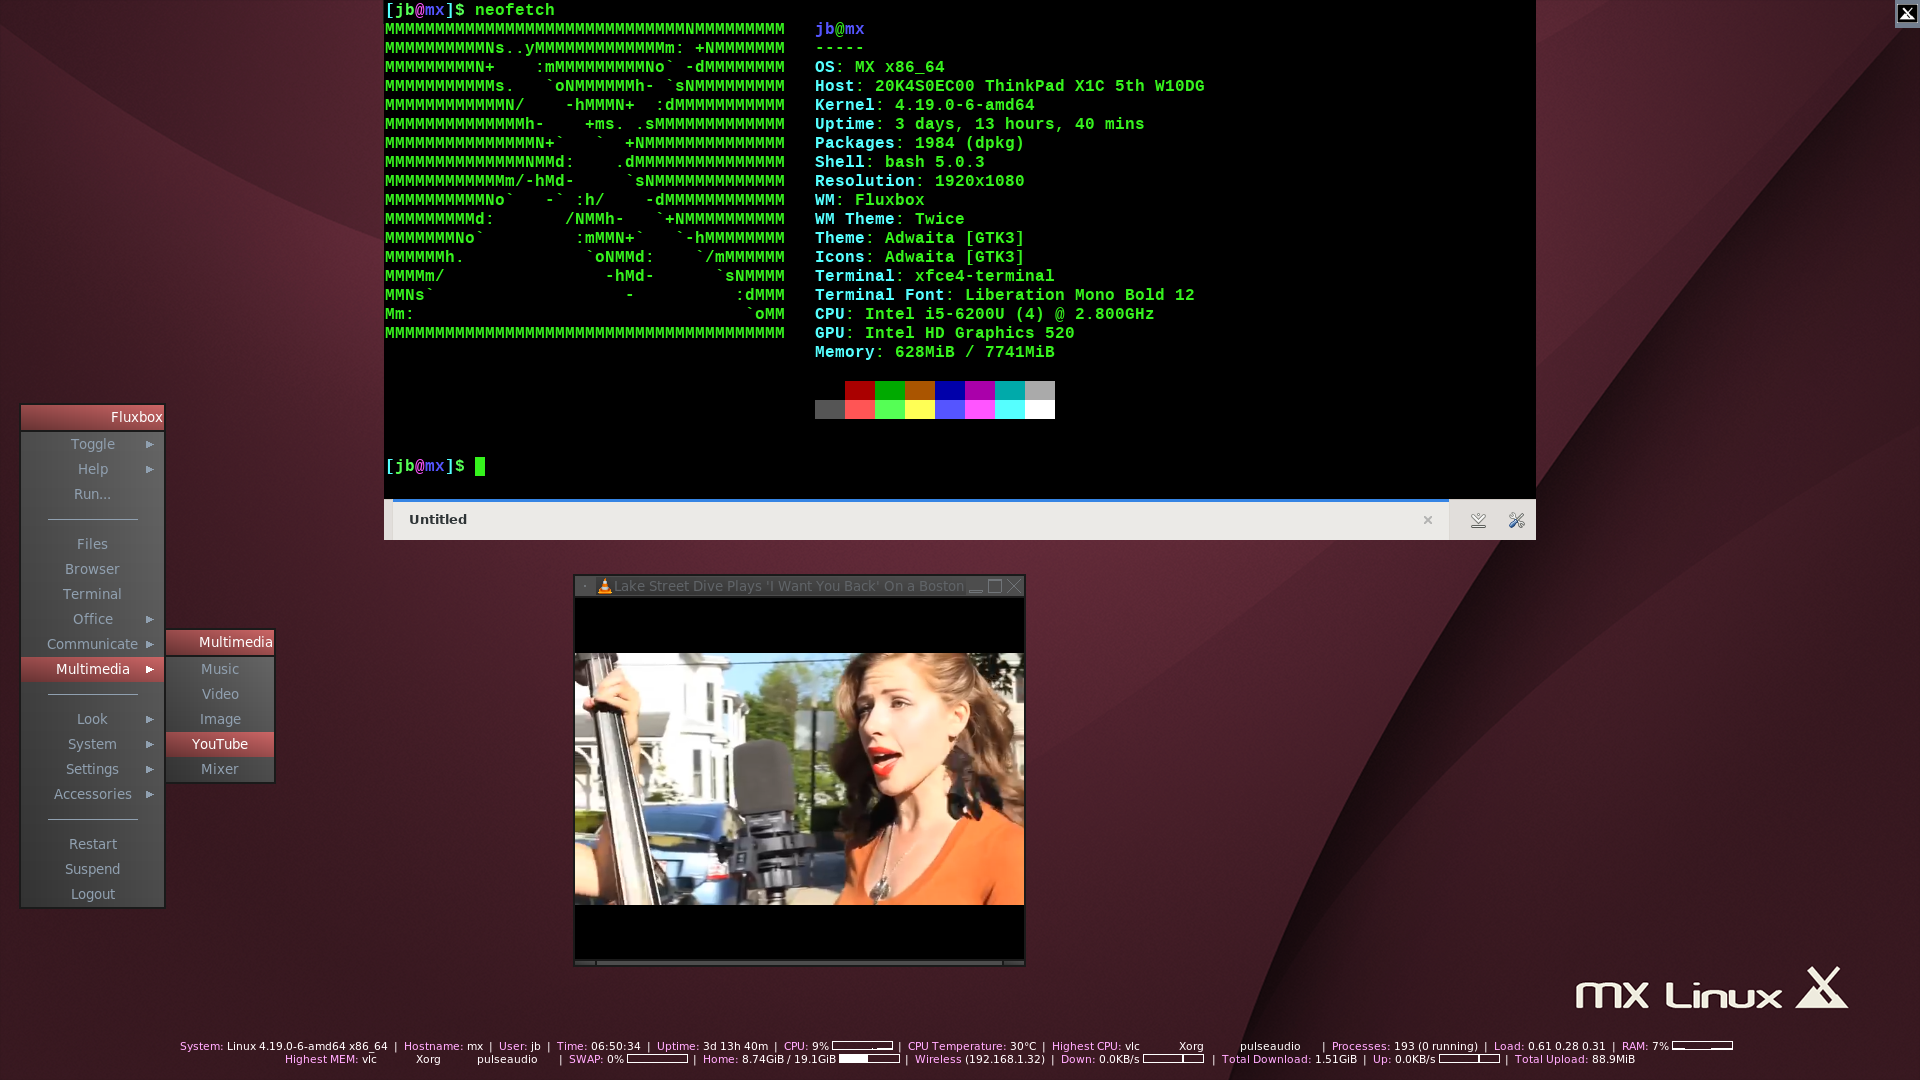 [jb@mx]$ neofetch
MMMMMMMMMMMMMMMMMMMMMMMMMMMMMMNMMMMMMMMM
MMMMMMMMMMNs..yMMMMMMMMMMMMMm: +NMMMMMMM
MMMMMMMMMN+    :mMMMMMMMMMNo` -dMMMMMMMM
MMMMMMMMMMMs.   `oNMMMMMMh- `sNMMMMMMMMM
MMMMMMMMMMMMN/    -hMMMN+  :dMMMMMMMMMMM
MMMMMMMMMMMMMMh-    +ms. .sMMMMMMMMMMMMM
MMMMMMMMMMMMMMMN+`   `  +NMMMMMMMMMMMMMM
MMMMMMMMMMMMMMNMMd:    .dMMMMMMMMMMMMMMM
MMMMMMMMMMMMm/-hMd-     `sNMMMMMMMMMMMMM
MMMMMMMMMMNo`   -` :h/    -dMMMMMMMMMMMM
MMMMMMMMMd:       /NMMh-   `+NMMMMMMMMMM
MMMMMMMNo`         :mMMN+`   `-hMMMMMMMM
MMMMMMh.            `oNMMd:    `/mMMMMMM
MMMMm/                -hMd-      `sNMMMM
MMNs`                   -          :dMMM
Mm:                                 `oMM
MMMMMMMMMMMMMMMMMMMMMMMMMMMMMMMMMMMMMMMM
jb@mx
-----
OS: MX x86_64
Host: 20K4S0EC00 ThinkPad X1C 5th W10DG
Kernel: 4.19.0-6-amd64
Uptime: 3 days, 13 hours, 40 mins
Packages: 1984 (dpkg)
Shell: bash 5.0.3
Resolution: 1920x1080
WM: Fluxbox
WM Theme: Twice
Theme: Adwaita [GTK3]
Icons: Adwaita [GTK3]
Terminal: xfce4-terminal
Terminal Font: Liberation Mono Bold 12
CPU: Intel i5-6200U (4) @ 2.800GHz
GPU: Intel HD Graphics 520
Memory: 628MiB / 7741MiB
[jb@mx]$
Untitled
Fluxbox
Toggle
Help
Run...
Files
Browser
Terminal
Office
Communicate
Multimedia
Look
System
Settings
Accessories
Restart
Suspend
Logout
Multimedia
Music
Video
Image
YouTube
Mixer
Lake Street Dive Plays 'I Want You Back' On a Boston
mx Linux
System: Linux 4.19.0-6-amd64 x86_64 | Hostname: mx | User: jb | Time: 06:50:34 | Uptime: 3d 13h 40m | CPU: 9% | CPU Temperature: 30°C | Highest CPU: vlc Xorg pulseaudio | Processes: 193 (0 running) | Load: 0.61 0.28 0.31 | RAM: 7%
Highest MEM: vlc Xorg pulseaudio | SWAP: 0% | Home: 8.74GiB / 19.1GiB | Wireless (192.168.1.32) | Down: 0.0KB/s | Total Download: 1.51GiB | Up: 0.0KB/s | Total Upload: 88.9MiB